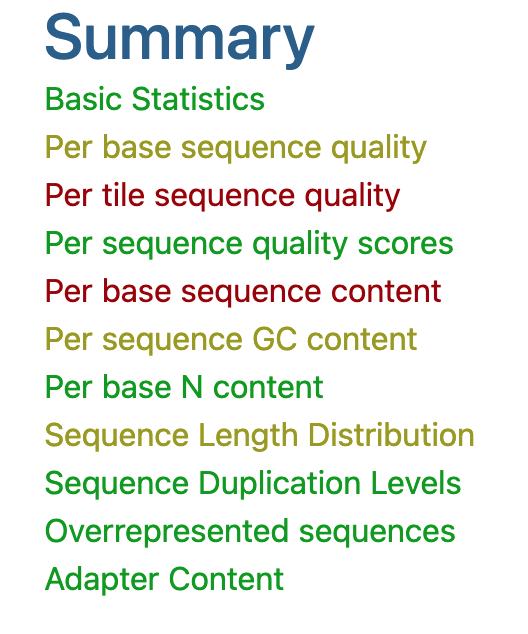 Summary
Basic Statistics
Per base sequence quality
Per tile sequence quality
Per sequence quality scores
Per base sequence content
Per sequence GC content
Per base N content
Sequence Length Distribution
Sequence Duplication Levels
Overrepresented sequences
Adapter Content